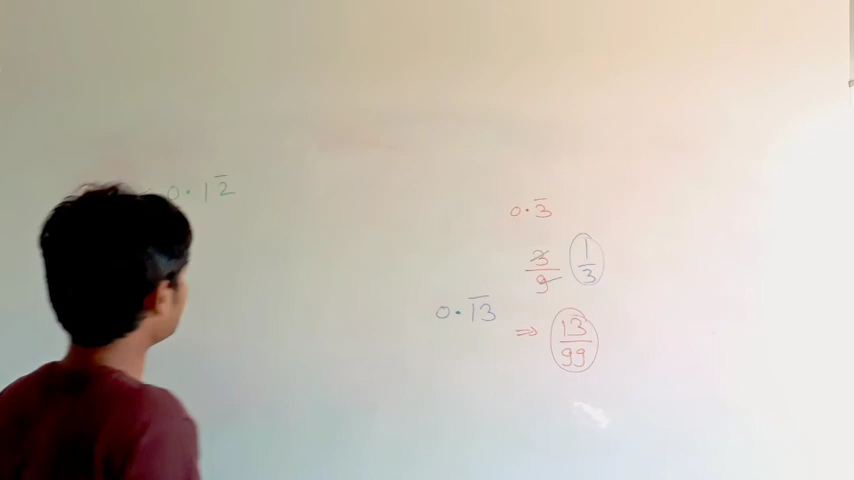 0.12̅
0.3̅
3/9 1/3
0.1̅3̅ ⇒ 13/99